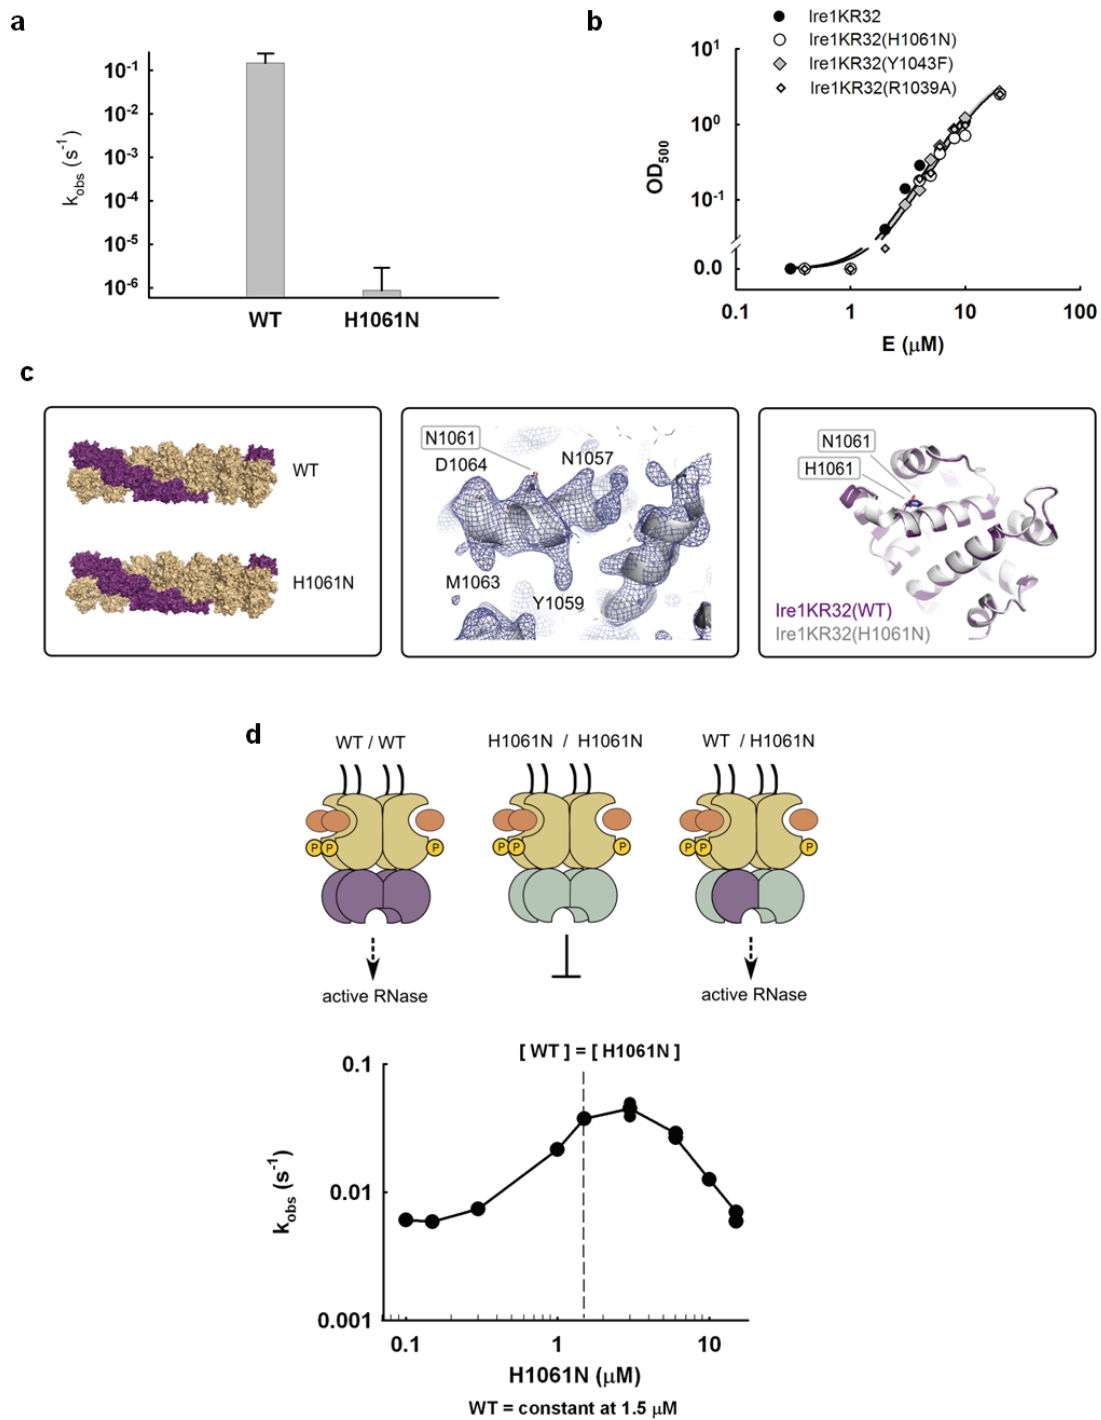 a
10⁻¹
10⁻²
10⁻³
10⁻⁴
10⁻⁵
10⁻⁶
k_obs (s⁻¹)
WT
H1061N
b
Ire1KR32
Ire1KR32(H1061N)
Ire1KR32(Y1043F)
Ire1KR32(R1039A)
10¹
10⁰
10⁻¹
0.0
OD₅₀₀
0.1
1
10
100
E (μM)
c
WT
H1061N
N1061
D1064
N1057
M1063
Y1059
N1061
H1061
Ire1KR32(WT)
Ire1KR32(H1061N)
d
WT / WT
H1061N / H1061N
WT / H1061N
P P P
P P P
P P P
active RNase
active RNase
[ WT ] = [ H1061N ]
0.1
0.01
0.001
k_obs (s⁻¹)
0.1
1
10
H1061N (μM)
WT = constant at 1.5 μM